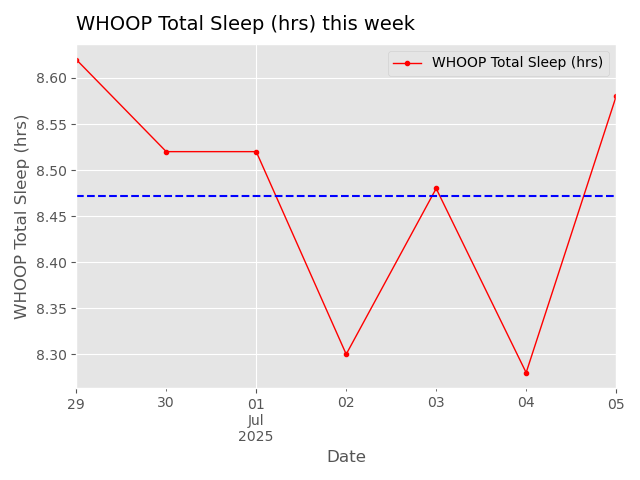 WHOOP Total Sleep (hrs) this week
WHOOP Total Sleep (hrs)
WHOOP Total Sleep (hrs)
8.60
8.55
8.50
8.45
8.40
8.35
8.30
29 30 01 02 03 04 05
Jul
2025
Date